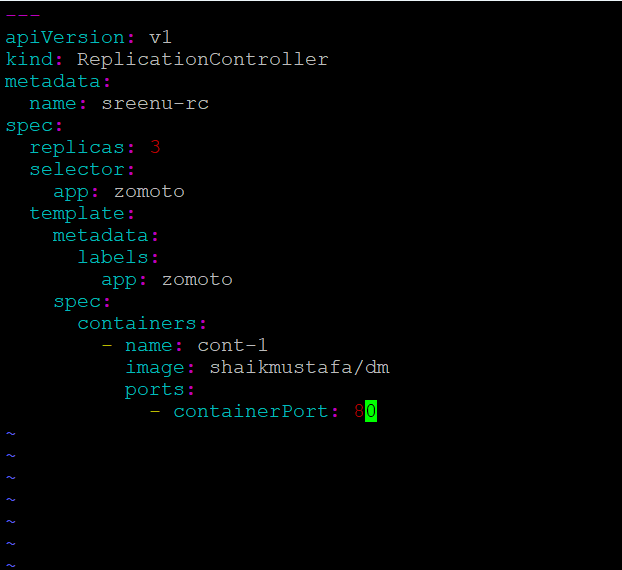 ---
apiVersion: v1
kind: ReplicationController
metadata:
  name: sreenu-rc
spec:
  replicas: 3
  selector:
    app: zomoto
  template:
    metadata:
      labels:
        app: zomoto
    spec:
      containers:
        - name: cont-1
          image: shaikmustafa/dm
          ports:
            - containerPort: 80
~
~
~
~
~
~
~